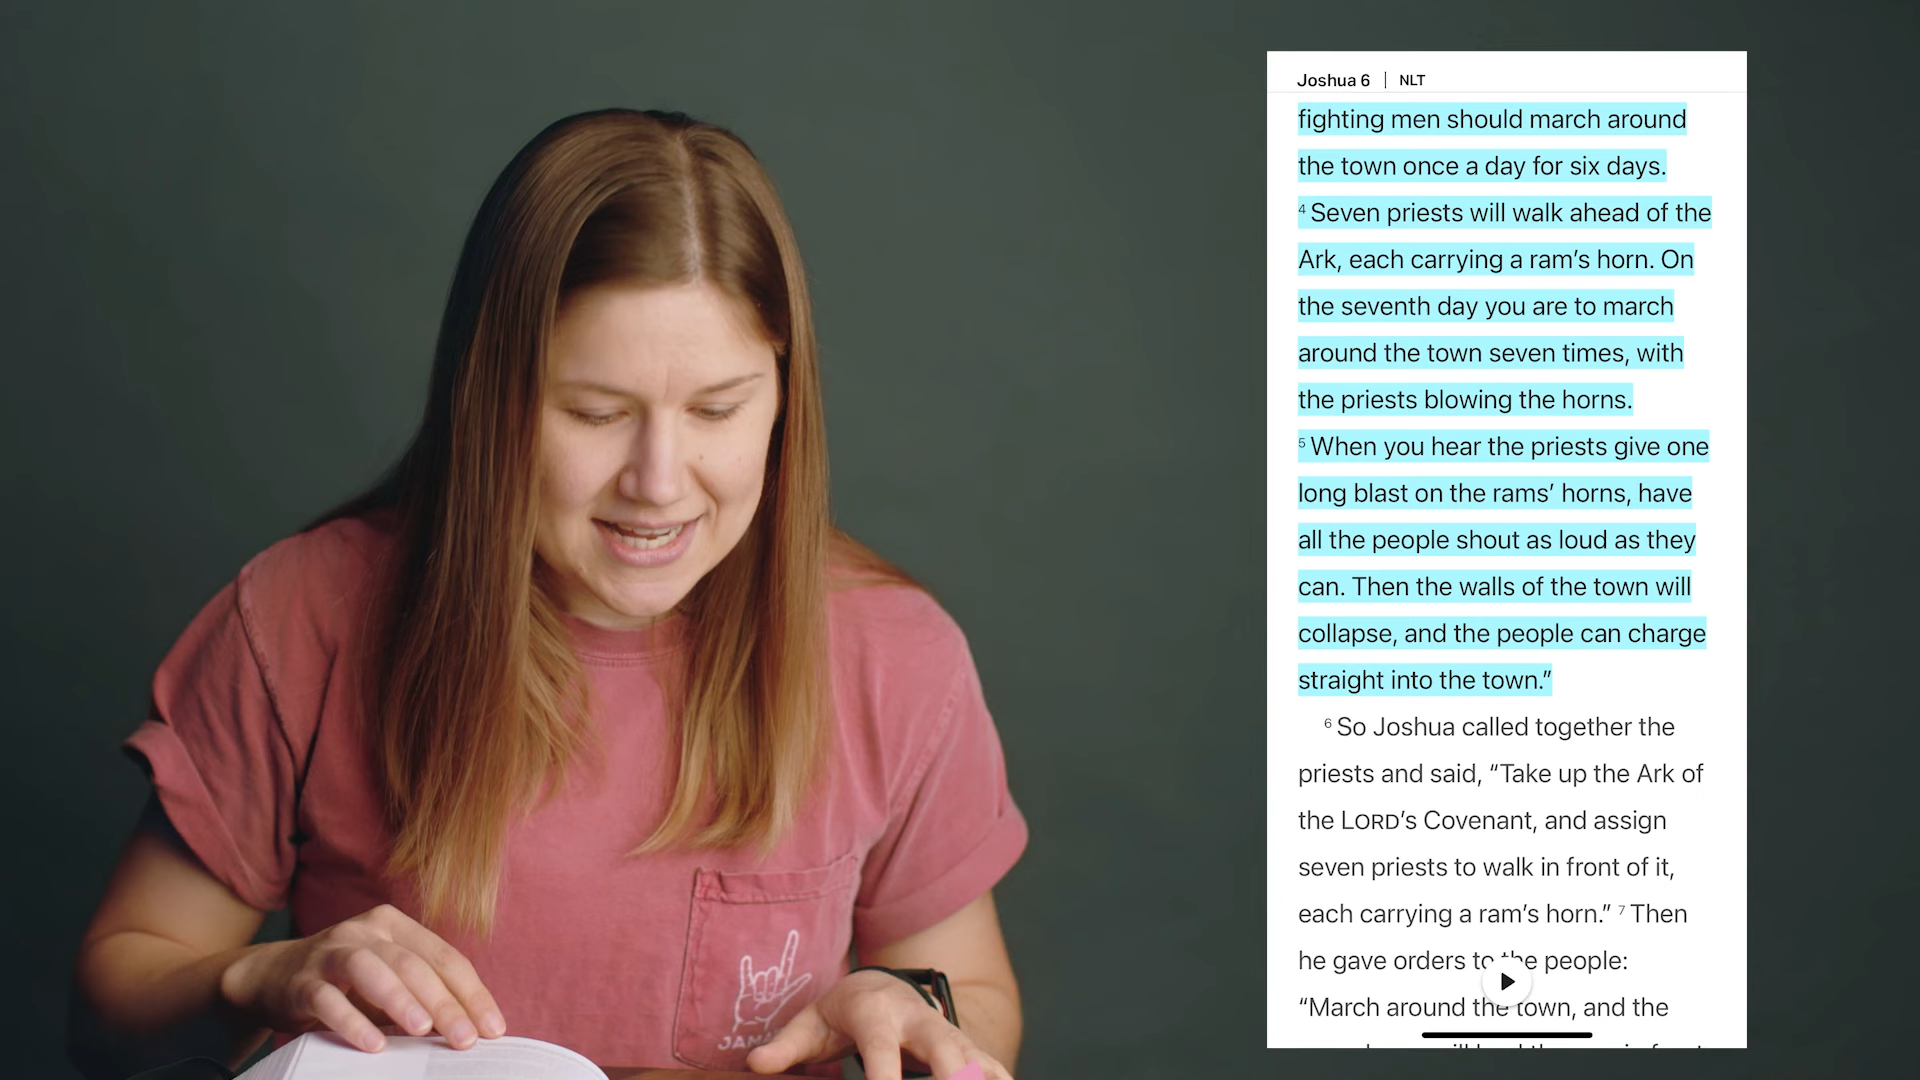 Joshua 6 | NLT
fighting men should march around
the town once a day for six days.
4 Seven priests will walk ahead of the
Ark, each carrying a ram’s horn. On
the seventh day you are to march
around the town seven times, with
the priests blowing the horns.
5 When you hear the priests give one
long blast on the rams’ horns, have
all the people shout as loud as they
can. Then the walls of the town will
collapse, and the people can charge
straight into the town.”
6 So Joshua called together the
priests and said, “Take up the Ark of
the LORD’s Covenant, and assign
seven priests to walk in front of it,
each carrying a ram’s horn.” 7 Then
he gave orders to the people:
“March around the town, and the